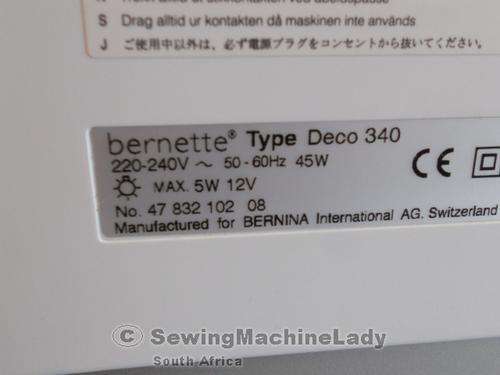 S Drag alltid ur kontakten då maskinen inte används
J ご使用中以外は、必ず電源プラグをコンセントから抜いてください。
bernette® Type Deco 340
220-240V ~ 50-60Hz 45W
MAX. 5W 12V
CE
No. 47 832 102 08
Manufactured for BERNINA International AG. Switzerland
© SewingMachineLady
South Africa